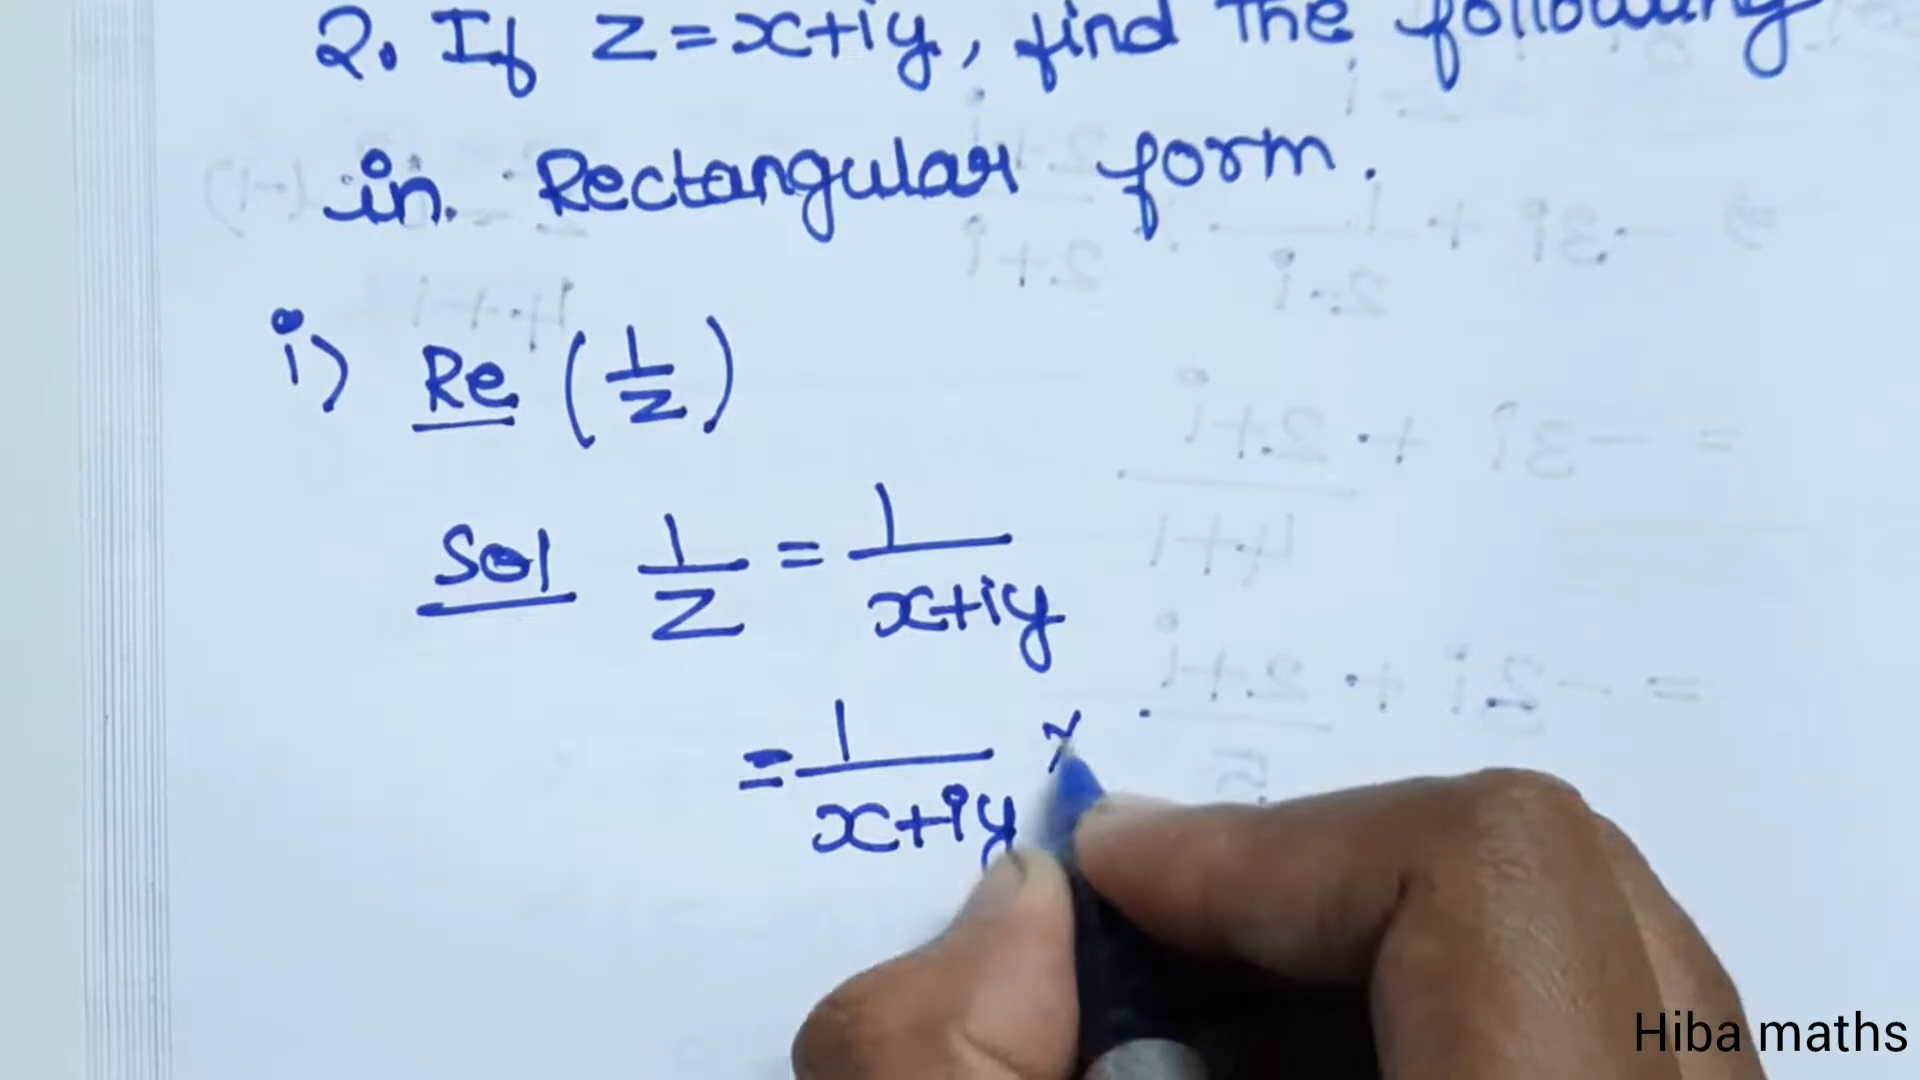 2. If z=x+iy, find the following
in Rectangular form.
i) Re (1/z)
Sol 1/z = 1/x+iy
= 1/x+iy ×
Hiba maths